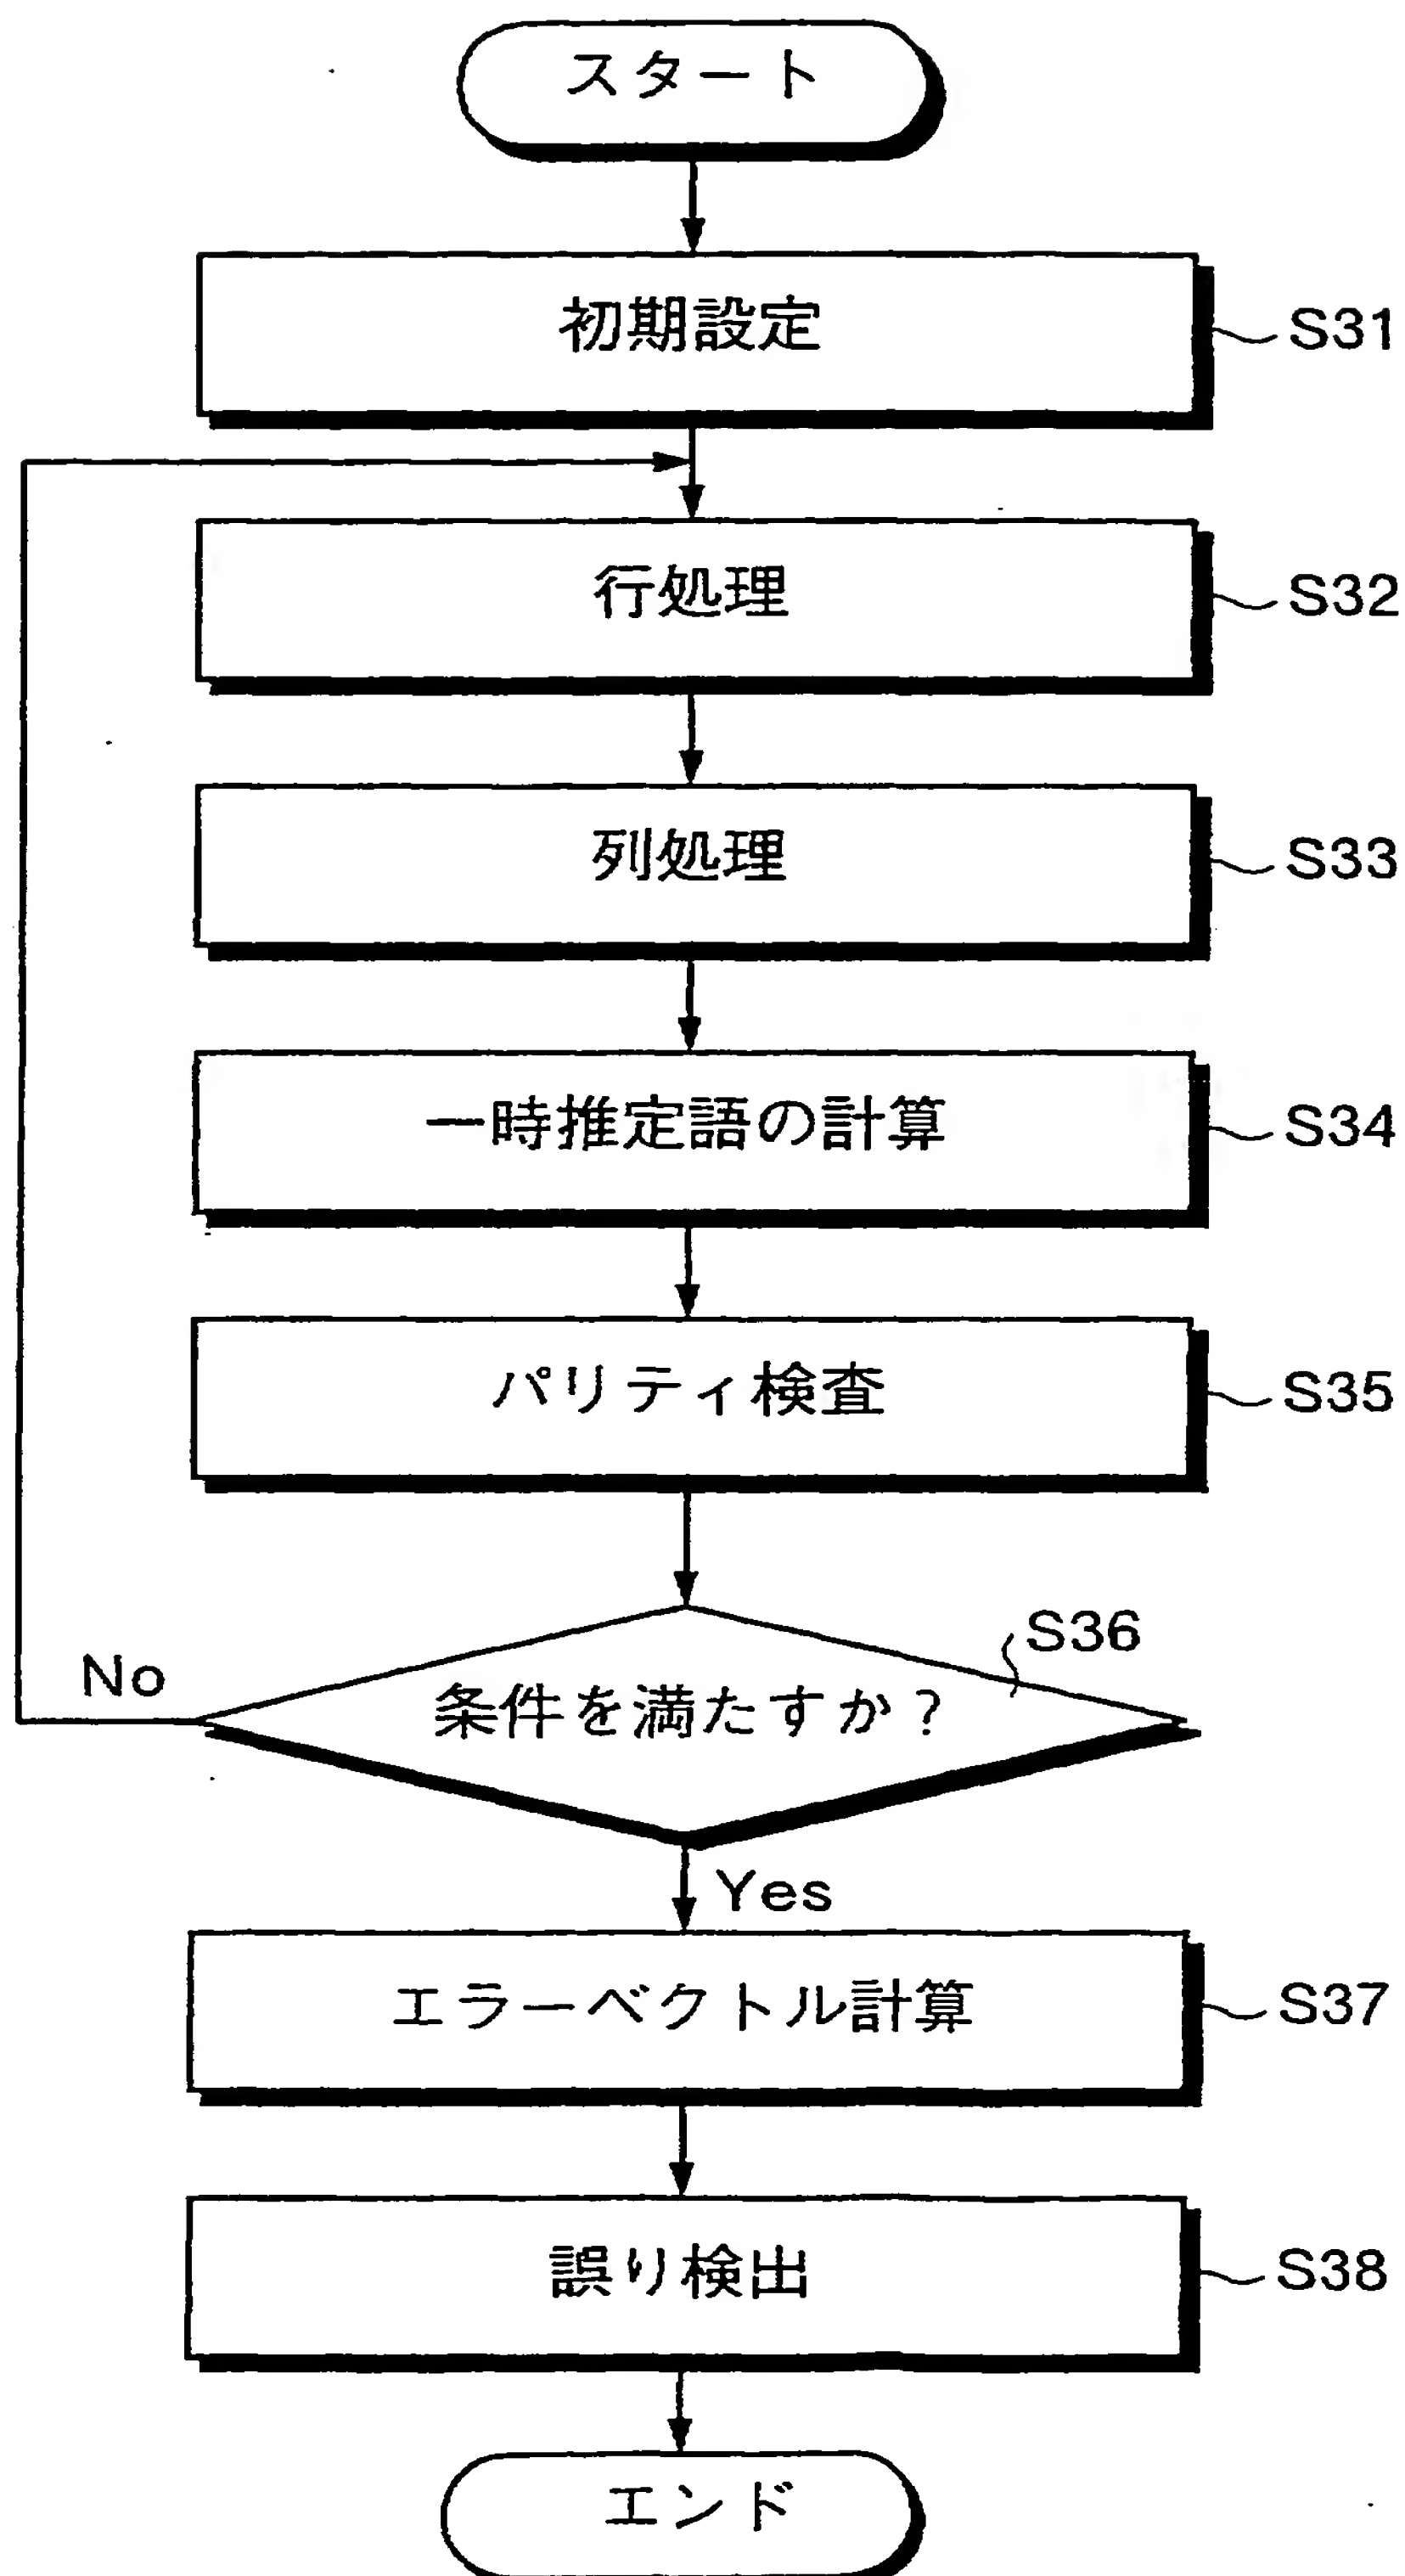 スタート
初期設定
S31
行処理
S32
列処理
S33
一時推定語の計算
S34
パリティ検査
S35
S36
条件を満たすか？
No
Yes
エラーベクトル計算
S37
誤り検出
S38
エンド